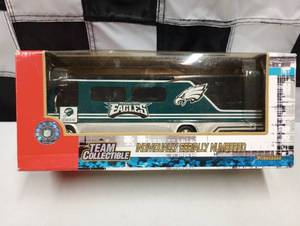 EAGLES
TEAM
COLLECTIBLE
INDIVIDUALLY SERIALLY NUMBERED